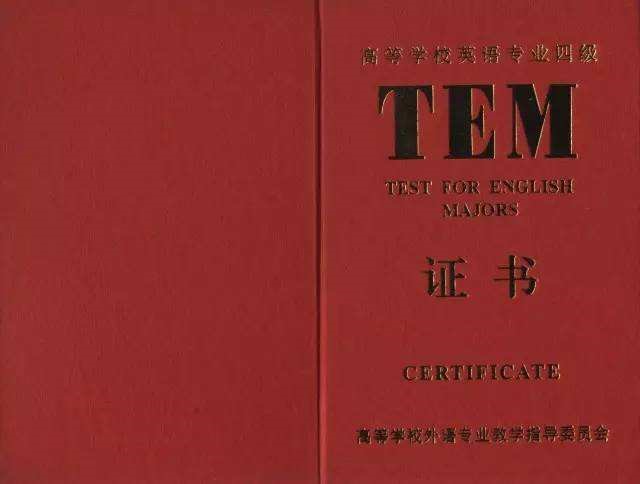 高等学校英语专业四级
TEM
TEST FOR ENGLISH
MAJORS
证书
CERTIFICATE
高等学校外语专业教学指导委员会